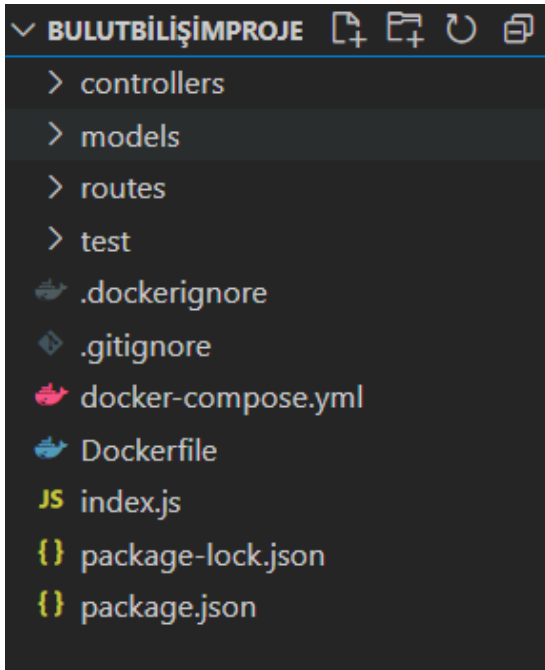 BULUTBİLİŞİMPROJE
controllers
models
routes
test
.dockerignore
.gitignore
docker-compose.yml
Dockerfile
JS index.js
{} package-lock.json
{} package.json